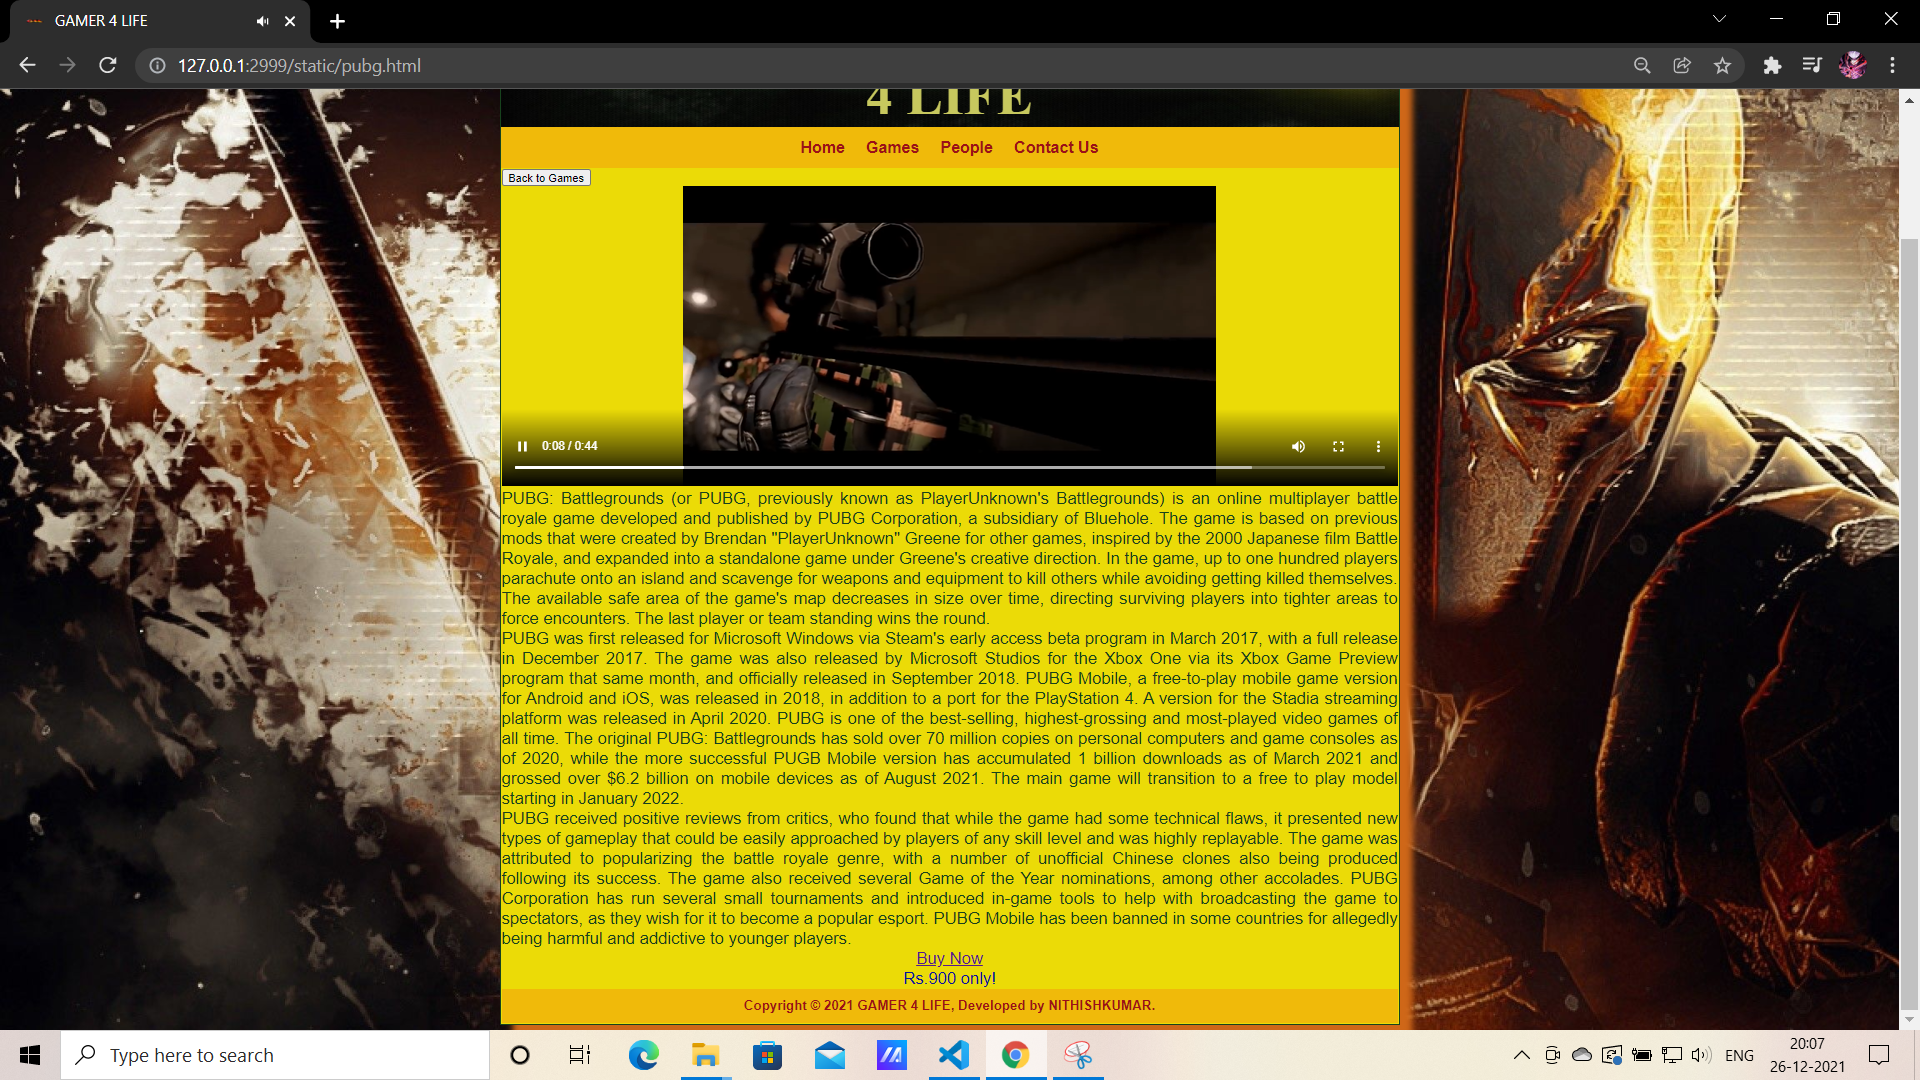 GAMER 4 LIFE
127.0.0.1:2999/static/pubg.html
4 LIFE
Home Games People Contact Us
Back to Games
0:08 / 0:44
PUBG: Battlegrounds (or PUBG, previously known as PlayerUnknown's Battlegrounds) is an online multiplayer battle
royale game developed and published by PUBG Corporation, a subsidiary of Bluehole. The game is based on previous
mods that were created by Brendan "PlayerUnknown" Greene for other games, inspired by the 2000 Japanese film Battle
Royale, and expanded into a standalone game under Greene's creative direction. In the game, up to one hundred players
parachute onto an island and scavenge for weapons and equipment to kill others while avoiding getting killed themselves.
The available safe area of the game's map decreases in size over time, directing surviving players into tighter areas to
force encounters. The last player or team standing wins the round.
PUBG was first released for Microsoft Windows via Steam's early access beta program in March 2017, with a full release
in December 2017. The game was also released by Microsoft Studios for the Xbox One via its Xbox Game Preview
program that same month, and officially released in September 2018. PUBG Mobile, a free-to-play mobile game version
for Android and iOS, was released in 2018, in addition to a port for the PlayStation 4. A version for the Stadia streaming
platform was released in April 2020. PUBG is one of the best-selling, highest-grossing and most-played video games of
all time. The original PUBG: Battlegrounds has sold over 70 million copies on personal computers and game consoles as
of 2020, while the more successful PUGB Mobile version has accumulated 1 billion downloads as of March 2021 and
grossed over $6.2 billion on mobile devices as of August 2021. The main game will transition to a free to play model
starting in January 2022.
PUBG received positive reviews from critics, who found that while the game had some technical flaws, it presented new
types of gameplay that could be easily approached by players of any skill level and was highly replayable. The game was
attributed to popularizing the battle royale genre, with a number of unofficial Chinese clones also being produced
following its success. The game also received several Game of the Year nominations, among other accolades. PUBG
Corporation has run several small tournaments and introduced in-game tools to help with broadcasting the game to
spectators, as they wish for it to become a popular esport. PUBG Mobile has been banned in some countries for allegedly
being harmful and addictive to younger players.
Buy Now
Rs.900 only!
Copyright © 2021 GAMER 4 LIFE, Developed by NITHISHKUMAR.
Type here to search
ENG
20:07
26-12-2021